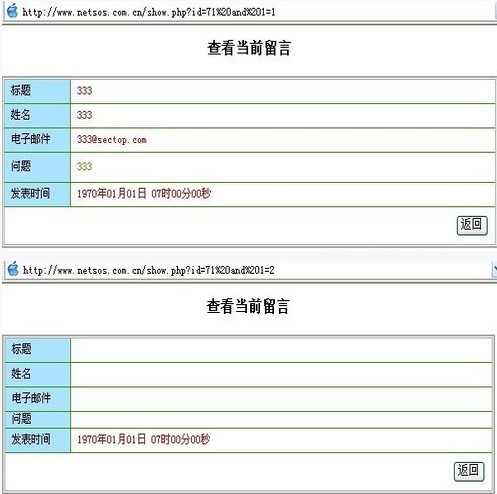 http://www.netsos.com.cn/show.php?id=71%20and%201=1
查看当前留言
标题 333
姓名 333
电子邮件 333@sectop.com
问题 333
发表时间 1970年01月01日 07时00分00秒
返回
http://www.netsos.com.cn/show.php?id=71%20and%201=2
查看当前留言
标题
姓名
电子邮件
问题
发表时间 1970年01月01日 07时00分00秒
返回